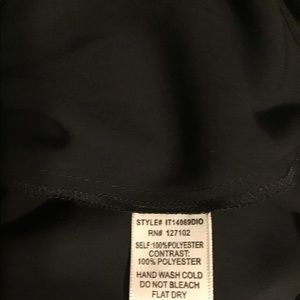 STYLE# IT14069DIO
RN# 127102
SELF:100%POLYESTER
CONTRAST:
100% POLYESTER
HAND WASH COLD
DO NOT BLEACH
FLAT DRY